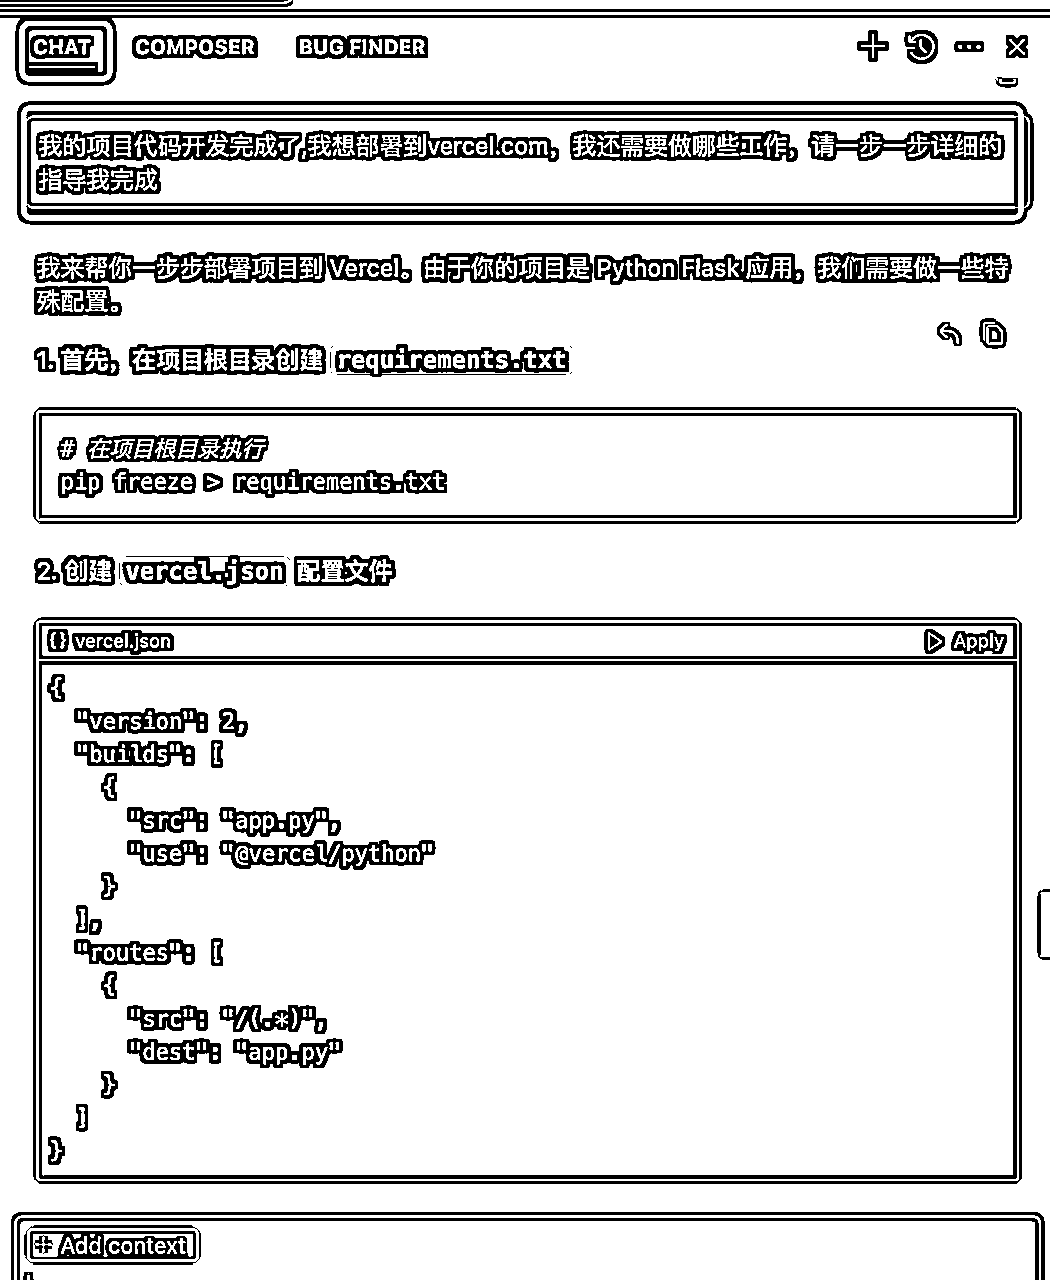 CHAT COMPOSER BUG FINDER
我的项目代码开发完成了,我想部署到vercel.com，我还需要做哪些工作，请一步一步详细的
指导我完成
我来帮你一步步部署项目到 Vercel。由于你的项目是 Python Flask 应用，我们需要做一些特
殊配置。
1. 首先，在项目根目录创建 requirements.txt
# 在项目根目录执行
pip freeze > requirements.txt
2. 创建 vercel.json 配置文件
{} vercel.json Apply
{
  "version": 2,
  "builds": [
    {
      "src": "app.py",
      "use": "@vercel/python"
    }
  ],
  "routes": [
    {
      "src": "/(.*)",
      "dest": "app.py"
    }
  ]
}
+ Add context